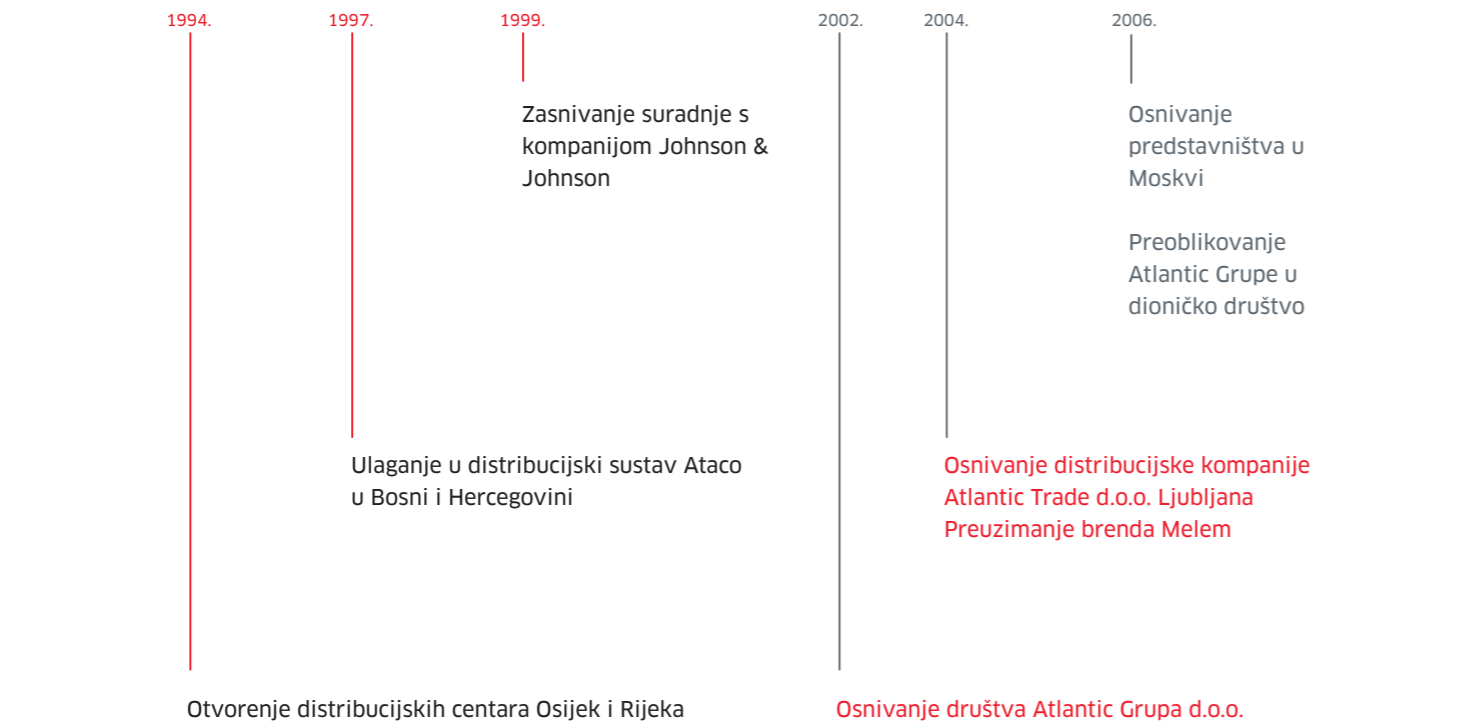 1994.
Otvorenje distribucijskih centara Osijek i Rijeka
1997.
Ulaganje u distribucijski sustav Ataco
u Bosni i Hercegovini
1999.
Zasnivanje suradnje s
kompanijom Johnson &
Johnson
2002.
Osnivanje društva Atlantic Grupa d.o.o.
2004.
Osnivanje distribucijske kompanije
Atlantic Trade d.o.o. Ljubljana
Preuzimanje brenda Melem
2006.
Osnivanje
predstavništva u
Moskvi
Preoblikovanje
Atlantic Grupe u
dioničko društvo